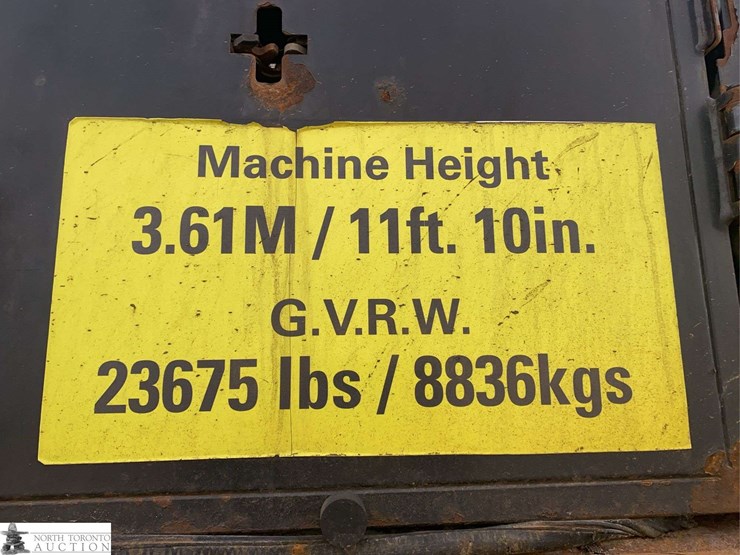 Machine Height
3.61M / 11ft. 10in.
G.V.R.W.
23675 lbs / 8836kgs
NORTH TORONTO
AUCTION